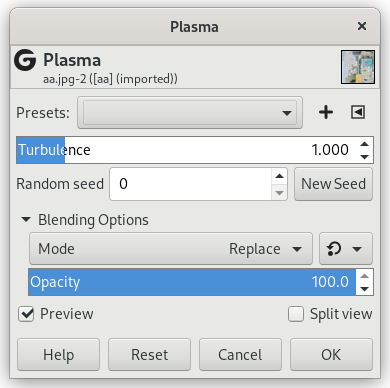 Plasma
Plasma
aa.jpg-2 ([aa] (imported))
Presets:
Turbulence 1.000
Random seed 0 New Seed
Blending Options
Mode Replace
Opacity 100.0
Preview Split view
Help Reset Cancel OK